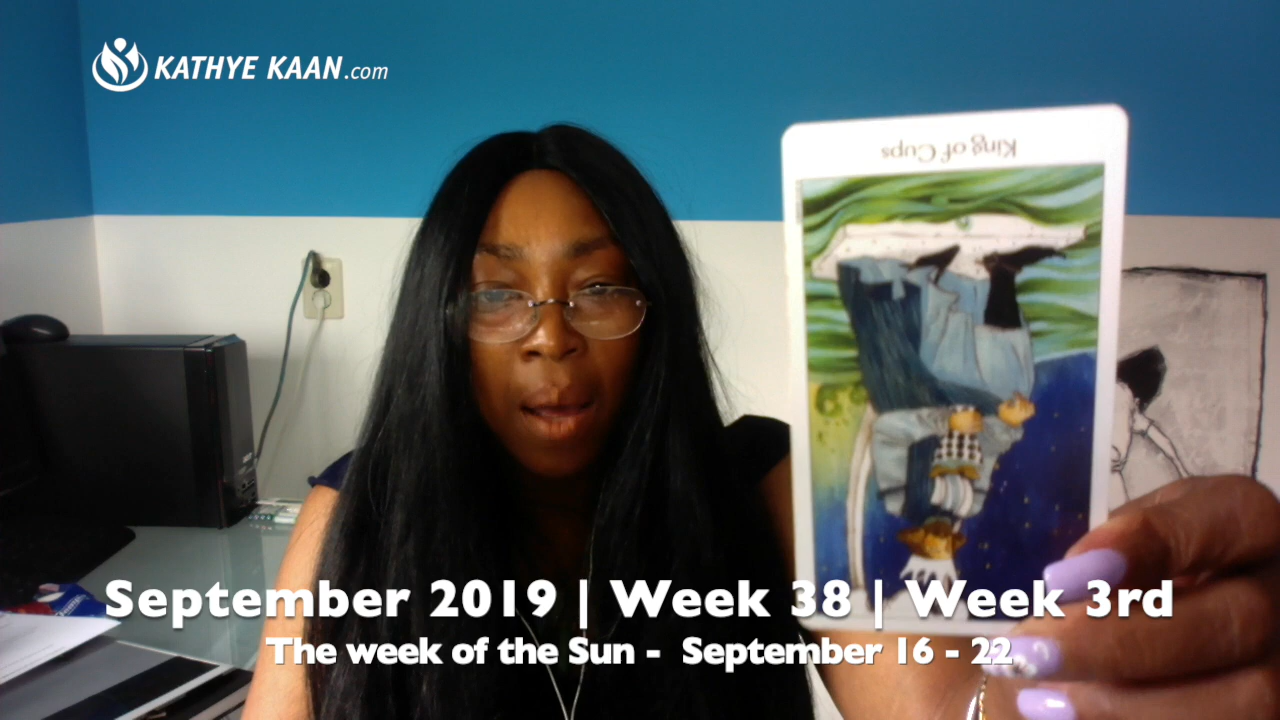 KATHYE KAAN.com
King of Cups
September 2019 | Week 38 | Week 3rd
The week of the Sun - September 16 - 22